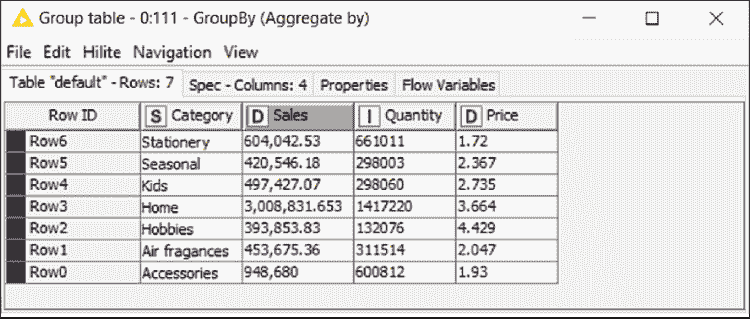 Group table - 0:111 - GroupBy (Aggregate by)
File Edit Hilite Navigation View
Table "default" - Rows: 7 Spec - Columns: 4 Properties Flow Variables
Row ID S Category D Sales I Quantity D Price
Row6 Stationery 604,042.53 661011 1.72
Row5 Seasonal 420,546.18 298003 2.367
Row4 Kids 497,427.07 298060 2.735
Row3 Home 3,008,831.653 1417220 3.664
Row2 Hobbies 393,853.83 132076 4.429
Row1 Air fragances 453,675.36 311514 2.047
Row0 Accessories 948,680 600812 1.93